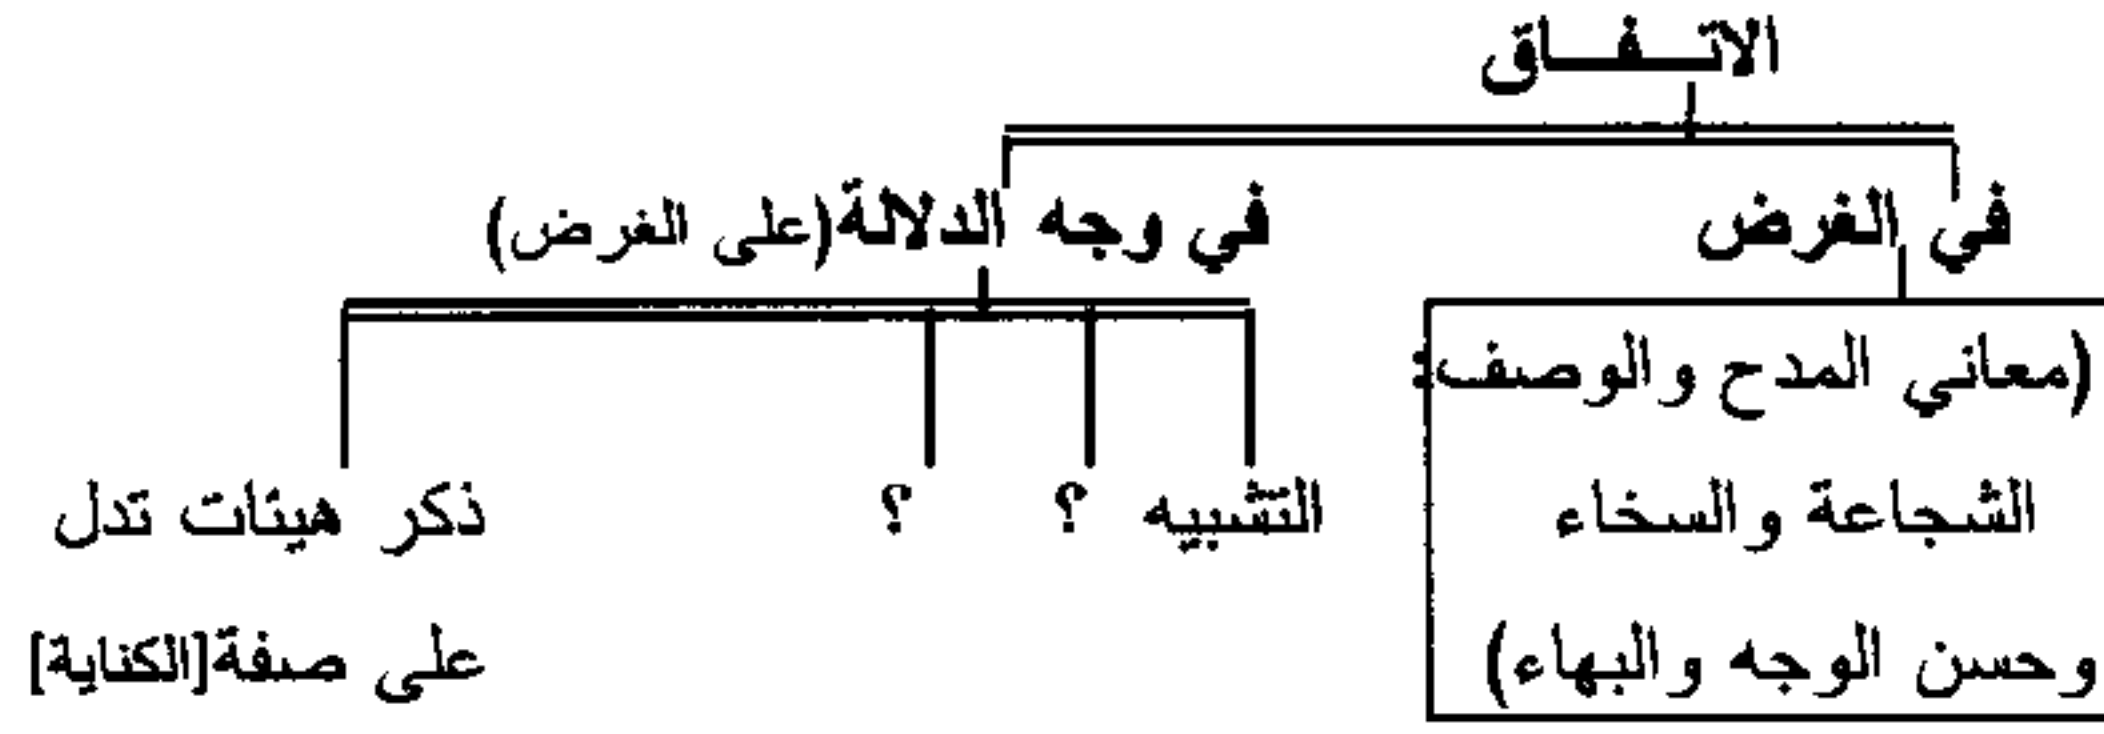 الاتـفـاق
في الغرض
في وجه الدلالة(على الغرض)
(معاني المدح والوصف:
الشجاعة والسخاء
وحسن الوجه والبهاء)
التشبيه ؟ ؟ ذكر هيئات تدل
على صفة[الكناية]